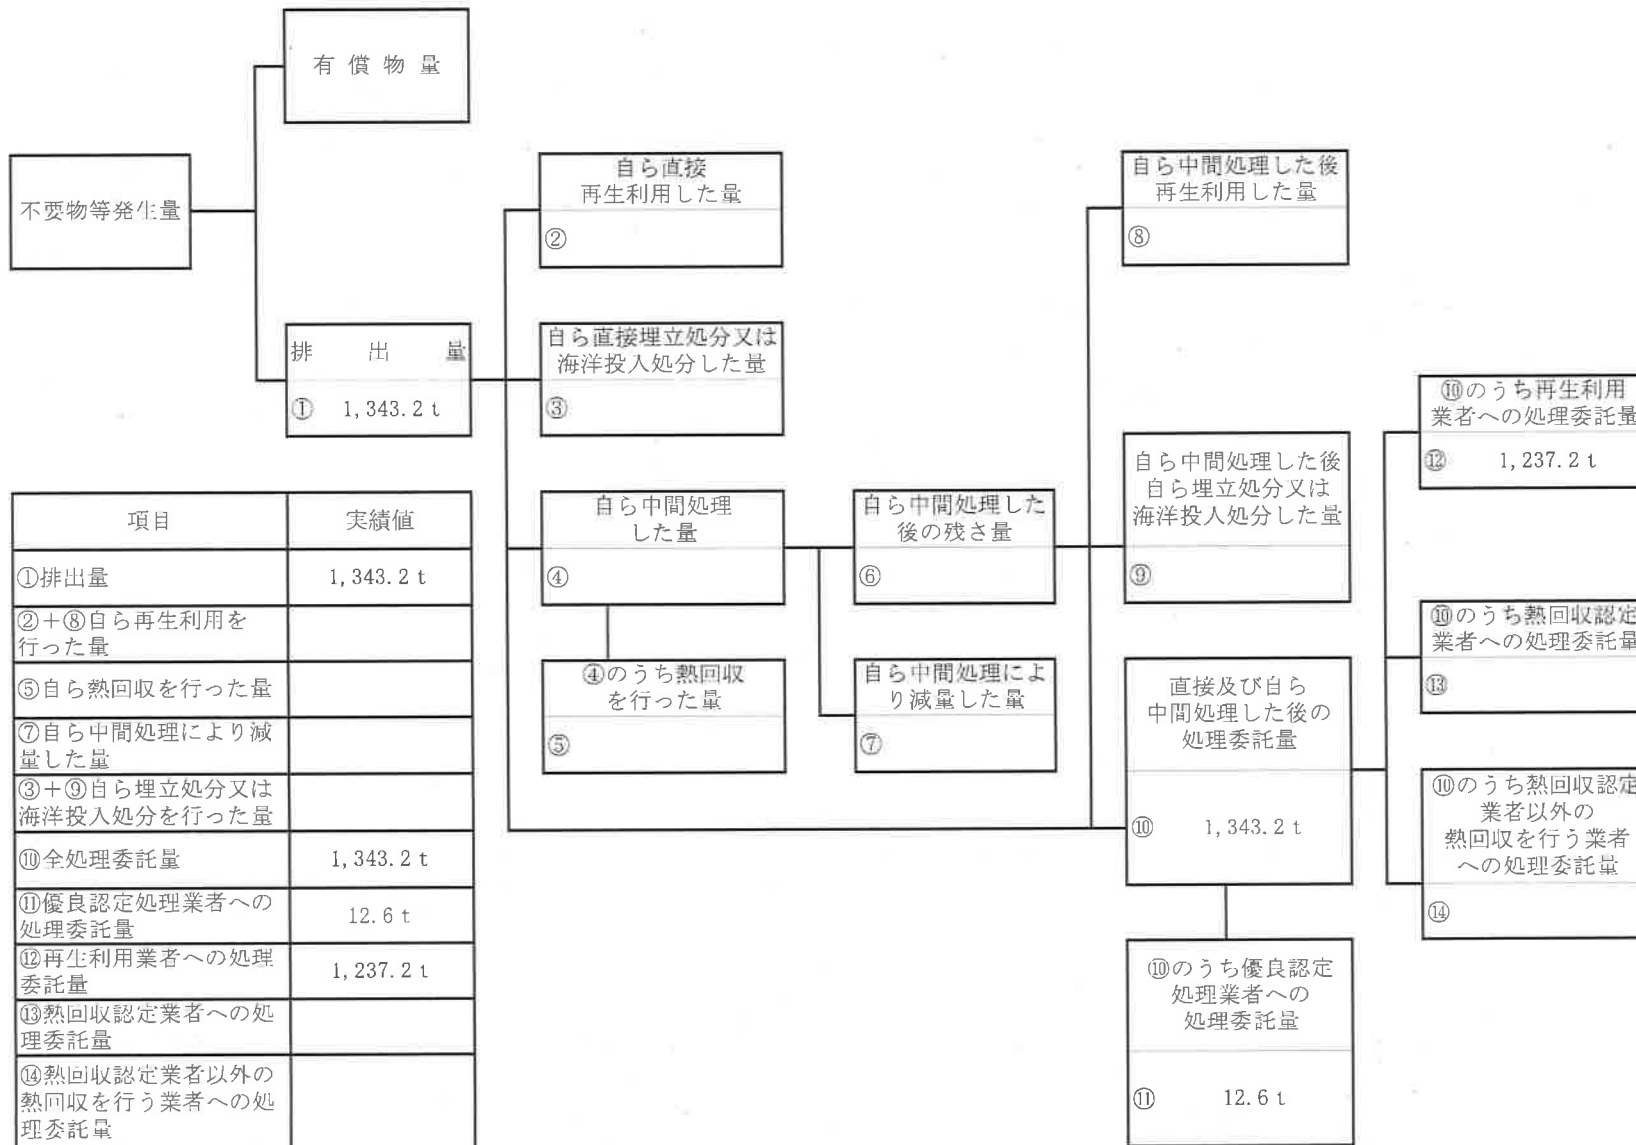 有償物量
不要物等発生量
自ら直接
再生利用した量
②
自ら中間処理した後
再生利用した量
⑧
排出量
① 1,343.2 t
自ら直接埋立処分又は
海洋投入処分した量
③
⑩のうち再生利用
業者への処理委託量
⑫ 1,237.2 t
自ら中間処理
した量
④
自ら中間処理した
後の残さ量
⑥
自ら中間処理した後
自ら埋立処分又は
海洋投入処分した量
⑨
⑩のうち熱回収認定
業者への処理委託量
⑬
④のうち熱回収
を行った量
⑤
自ら中間処理によ
り減量した量
⑦
直接及び自ら
中間処理した後の
処理委託量
⑩ 1,343.2 t
⑩のうち熱回収認定
業者以外の
熱回収を行う業者
への処理委託量
⑭
⑩のうち優良認定
処理業者への
処理委託量
⑪ 12.6 t
項目 実績値
①排出量 1,343.2 t
②+⑧自ら再生利用を
行った量
⑤自ら熱回収を行った量
⑦自ら中間処理により減
量した量
③+⑨自ら埋立処分又は
海洋投入処分を行った量
⑩全処理委託量 1,343.2 t
⑪優良認定処理業者への
処理委託量 12.6 t
⑫再生利用業者への処理
委託量 1,237.2 t
⑬熱回収認定業者への処
理委託量
⑭熱回収認定業者以外の
熱回収を行う業者への処
理委託量